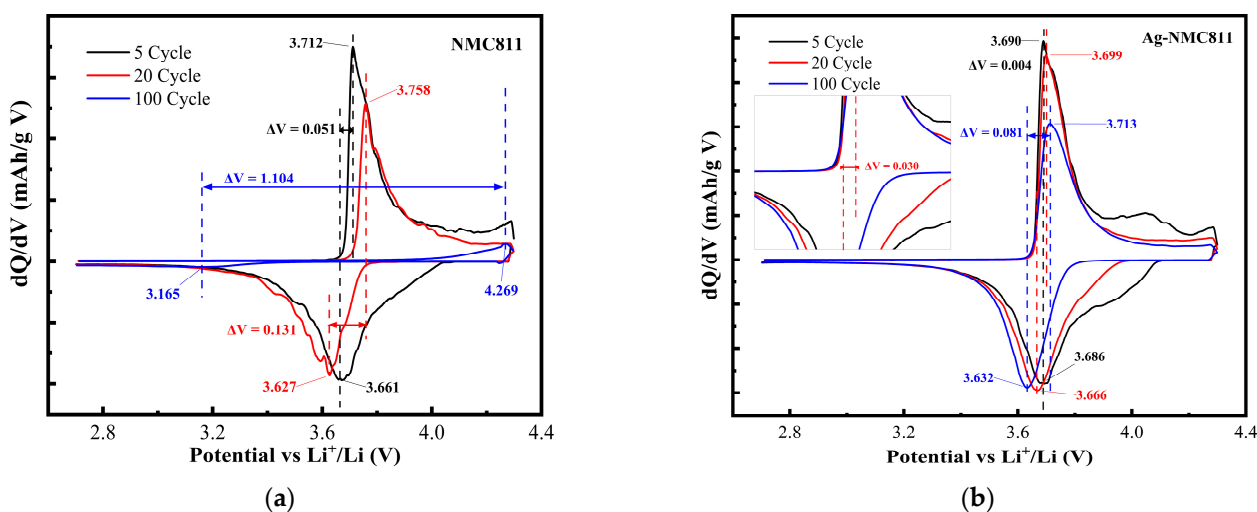 NMC811
5 Cycle
20 Cycle
100 Cycle
3.712
3.758
ΔV = 0.051
ΔV = 1.104
3.165
4.269
ΔV = 0.131
3.627
3.661
dQ/dV (mAh/g V)
2.8 3.2 3.6 4.0 4.4
Potential vs Li⁺/Li (V)
(a)
Ag-NMC811
5 Cycle
20 Cycle
100 Cycle
3.690
ΔV = 0.004
3.699
3.713
ΔV = 0.081
ΔV = 0.030
3.686
3.632
3.666
dQ/dV (mAh/g V)
2.8 3.2 3.6 4.0 4.4
Potential vs Li⁺/Li (V)
(b)